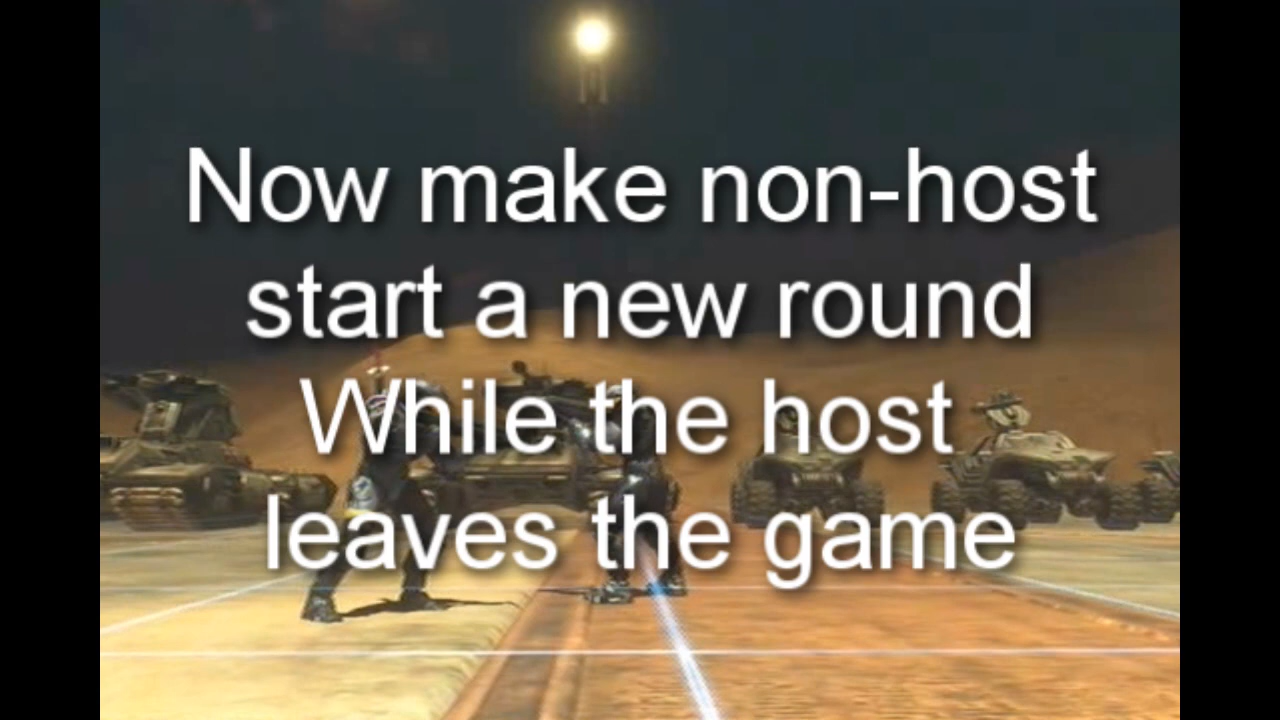 Now make non-host
start a new round
While the host
leaves the game